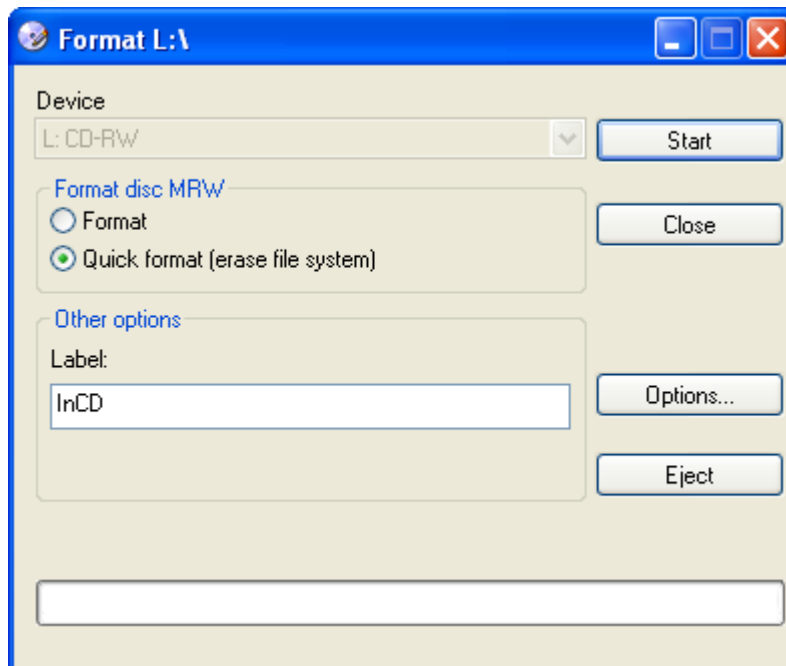 Format L:\
Device
L: CD-RW
Start
Format disc MRW
Format
Close
Quick format (erase file system)
Other options
Label:
InCD
Options...
Eject